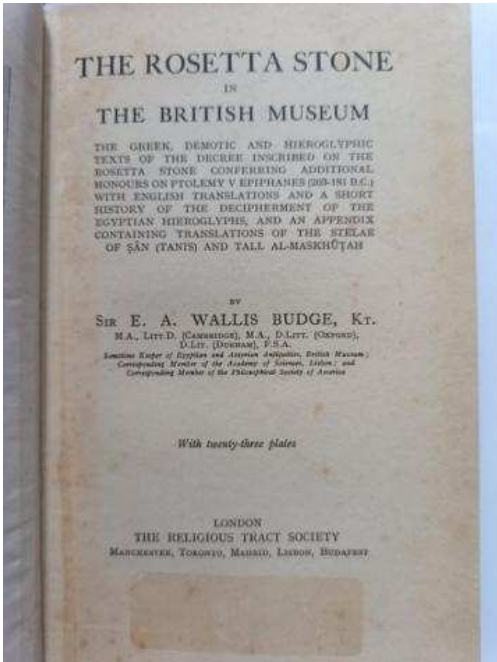 THE ROSETTA STONE
IN
THE BRITISH MUSEUM
THE GREEK, DEMOTIC AND HIEROGLYPHIC
TEXTS OF THE DECREE INSCRIBED ON THE
ROSETTA STONE CONFERRING ADDITIONAL
HONOURS ON PTOLEMY V EPIPHANES (203-181 B.C.)
WITH ENGLISH TRANSLATIONS AND A SHORT
HISTORY OF THE DECIPHERMENT OF THE
EGYPTIAN HIEROGLYPHS, AND AN APPENDIX
CONTAINING TRANSLATIONS OF THE STELAE
OF ṢÂN (TANIS) AND TALL AL-MASKHÛṬAH
BY
SIR E. A. WALLIS BUDGE, KT.
M.A., LITT.D. (CAMBRIDGE), M.A., D.LITT. (OXFORD),
D.LIT. (DURHAM), F.S.A.
Sometime Keeper of Egyptian and Assyrian Antiquities, British Museum;
Corresponding Member of the Academy of Sciences, Lisbon; and
Corresponding Member of the Philosophical Society of America
With twenty-three plates
LONDON
THE RELIGIOUS TRACT SOCIETY
MANCHESTER, TORONTO, MADRID, LISBON, BUDAPEST